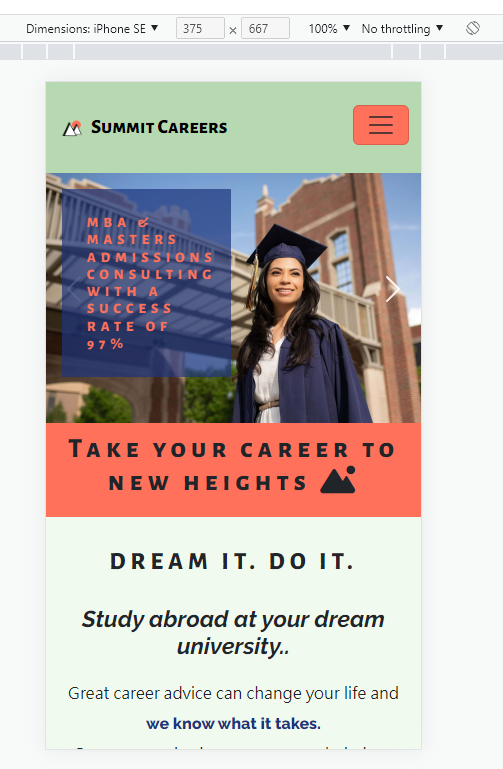 Dimensions: iPhone SE ▼ 375 × 667 100% ▼ No throttling ▼
Summit Careers
MBA &
MASTERS
ADMISSIONS
CONSULTING
WITH A
SUCCESS
RATE OF
97%
Take your career to
new heights
DREAM IT. DO IT.
Study abroad at your dream
university..
Great career advice can change your life and
we know what it takes.